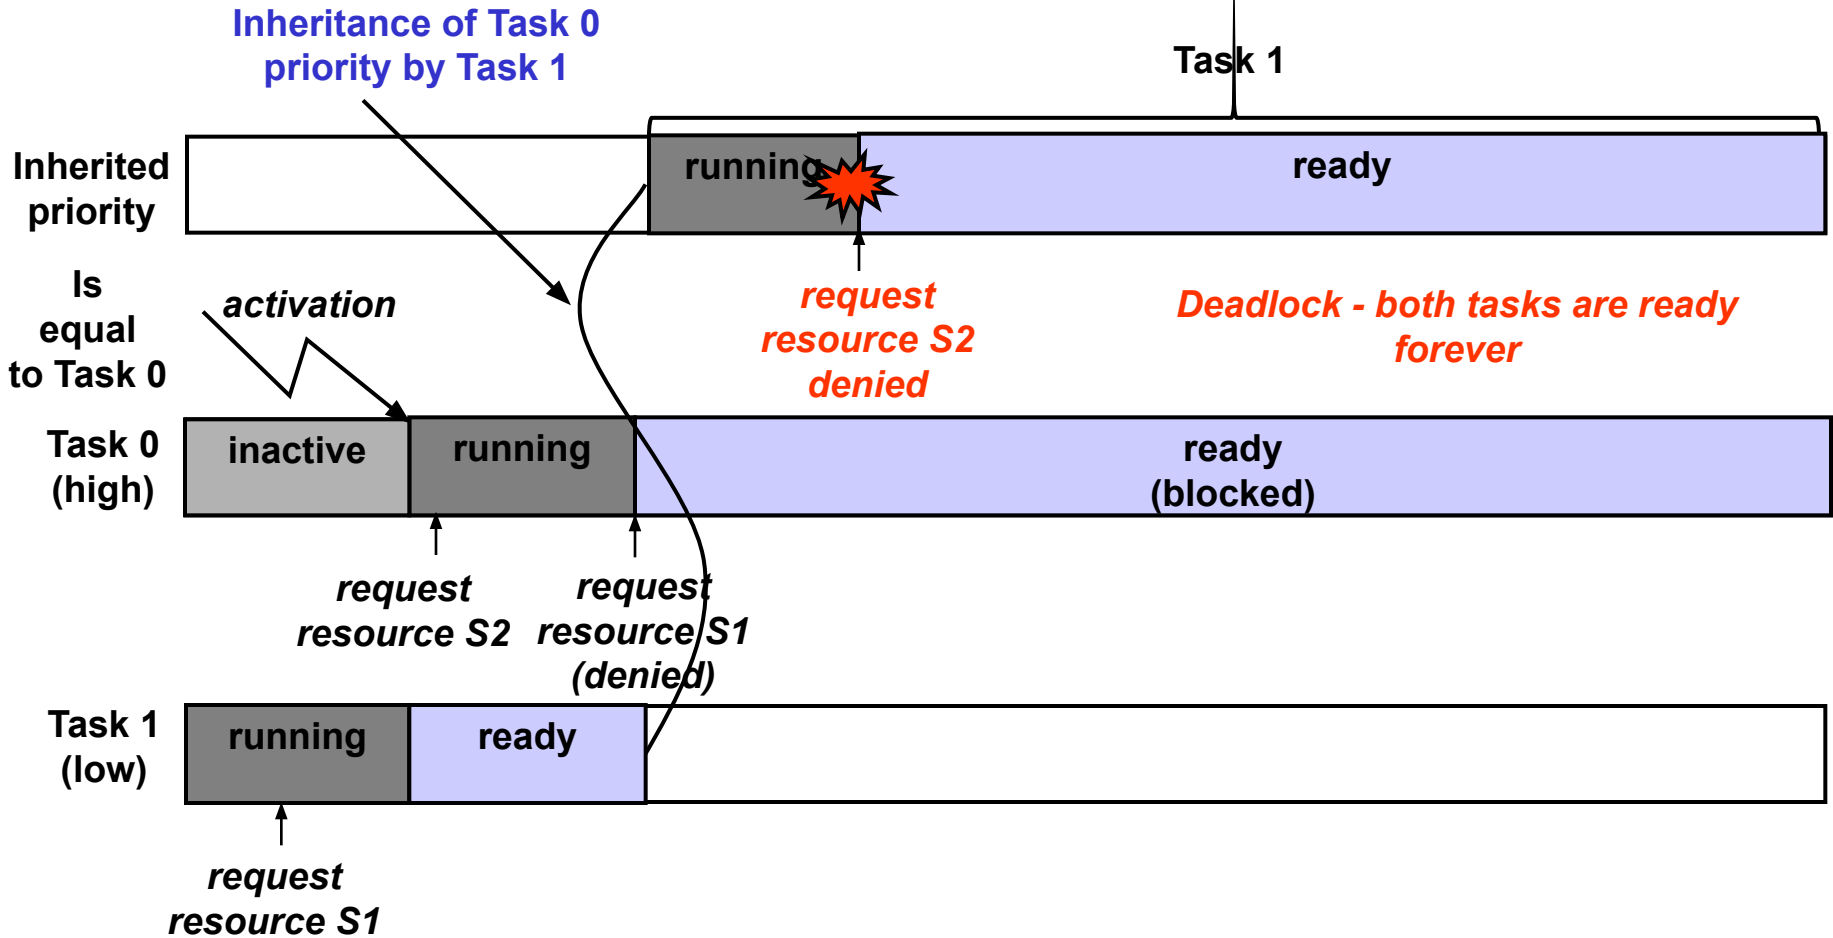 Inheritance of Task 0
priority by Task 1
Task 1
Inherited
priority
running
ready
Is
equal
to Task 0
activation
request
resource S2
denied
Deadlock - both tasks are ready
forever
Task 0
(high)
inactive
running
ready
(blocked)
request
resource S2
request
resource S1
(denied)
Task 1
(low)
running
ready
request
resource S1